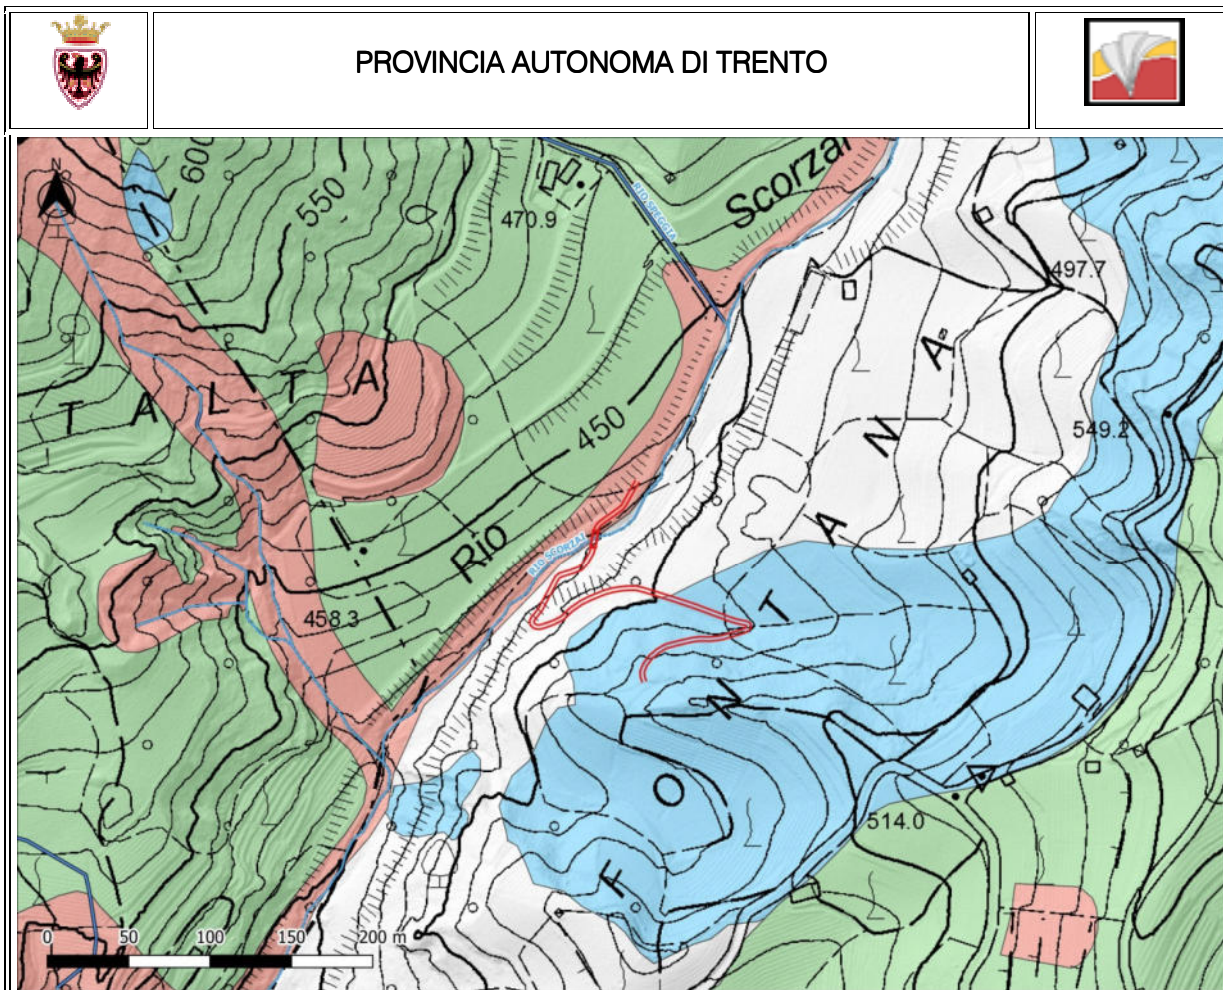 PROVINCIA AUTONOMA DI TRENTO
N
600
550
470.9
RIO SPEGGIA
Scorzai
497.7
T A L T A
450
549.2
Rio
RIO SCORZAI
458.3
F O N T A N A
514.0
0 50 100 150 200 m